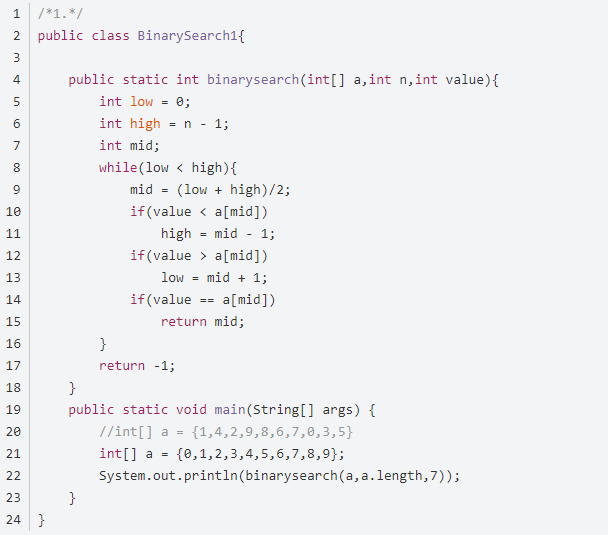 1 /*1.*/
2 public class BinarySearch1{
3
4     public static int binarysearch(int[] a,int n,int value){
5         int low = 0;
6         int high = n - 1;
7         int mid;
8         while(low < high){
9             mid = (low + high)/2;
10             if(value < a[mid])
11                 high = mid - 1;
12             if(value > a[mid])
13                 low = mid + 1;
14             if(value == a[mid])
15                 return mid;
16         }
17         return -1;
18     }
19     public static void main(String[] args) {
20         //int[] a = {1,4,2,9,8,6,7,0,3,5}
21         int[] a = {0,1,2,3,4,5,6,7,8,9};
22         System.out.println(binarysearch(a,a.length,7));
23     }
24 }